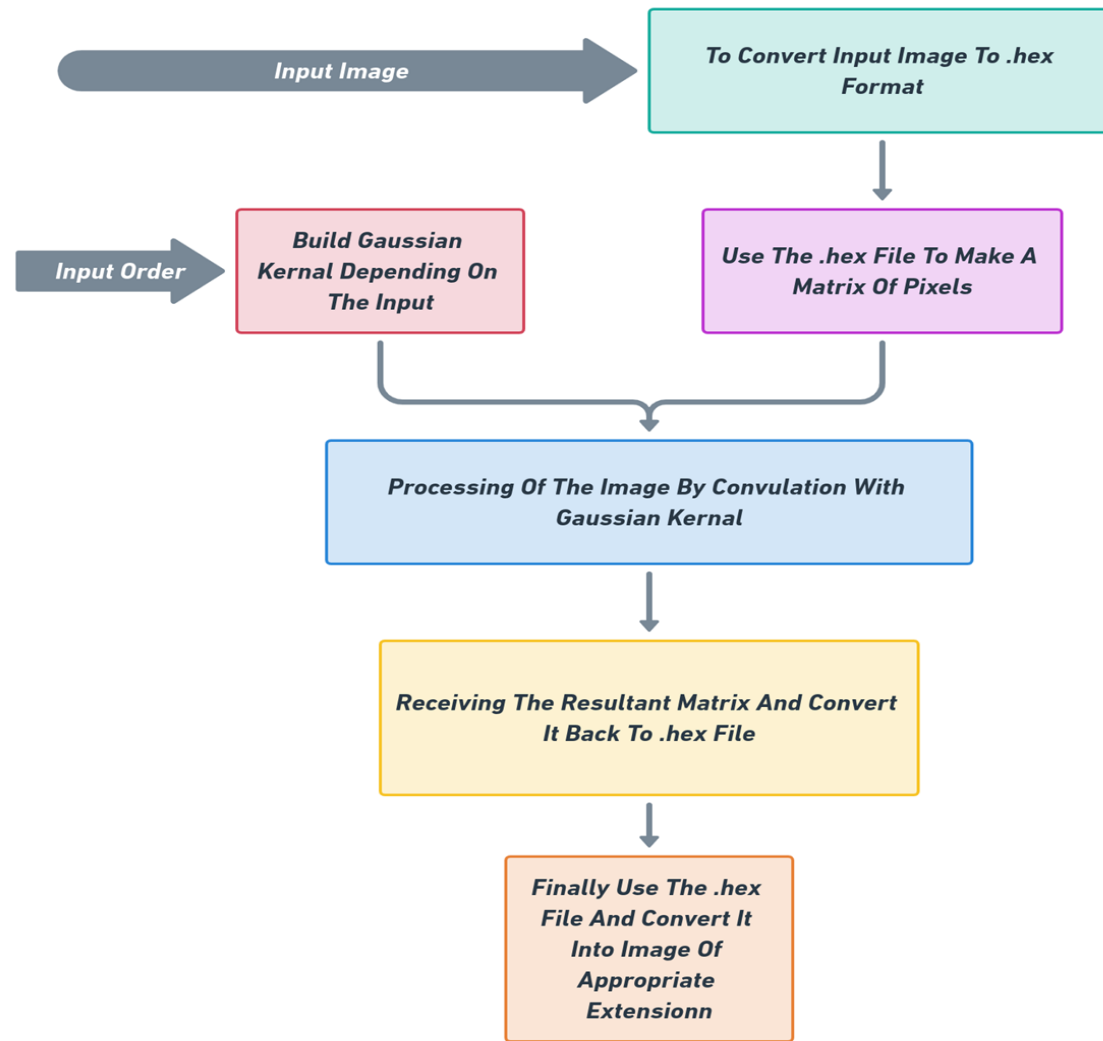 Input Image
To Convert Input Image To .hex
Format
Input Order
Build Gaussian
Kernal Depending On
The Input
Use The .hex File To Make A
Matrix Of Pixels
Processing Of The Image By Convulation With
Gaussian Kernal
Receiving The Resultant Matrix And Convert
It Back To .hex File
Finally Use The .hex
File And Convert It
Into Image Of
Appropriate
Extensionn